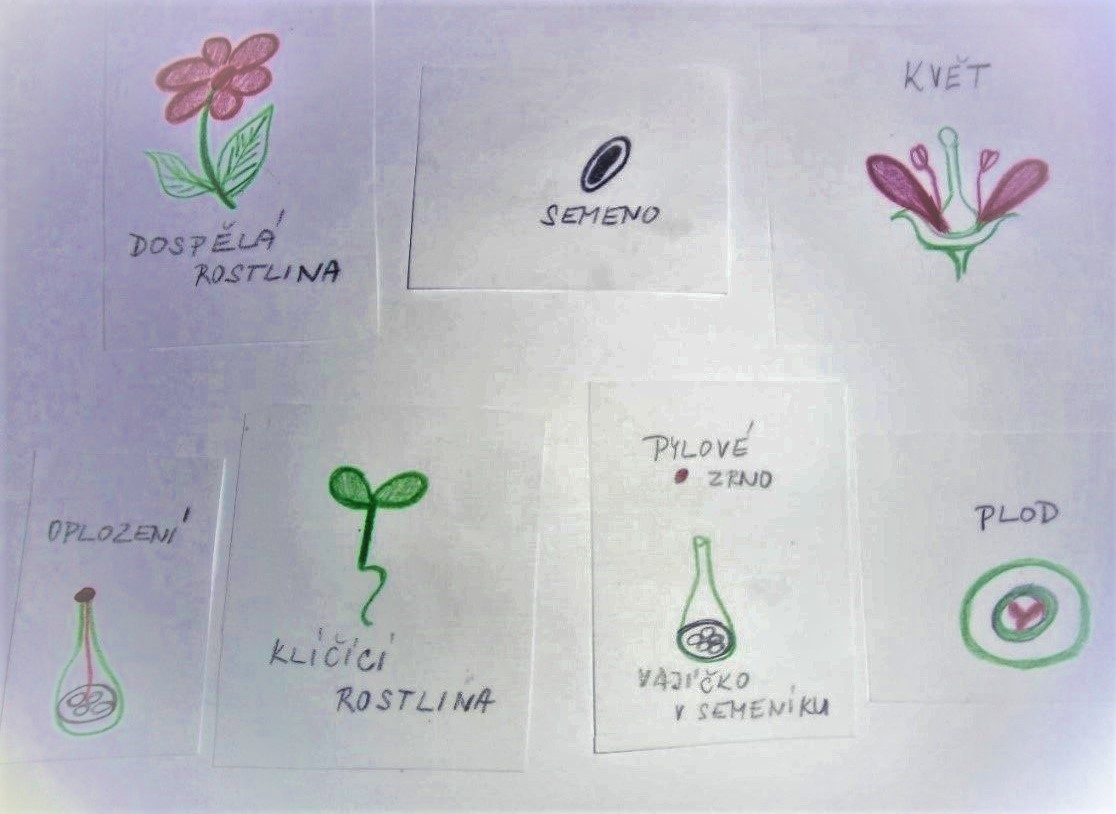 DOSPĚLÁ
ROSTLINA
SEMENO
KVĚT
OPLOZENÍ
KLÍČÍCÍ
ROSTLINA
PYLOVÉ
ZRNO
VAJÍČKO
V SEMENÍKU
PLOD